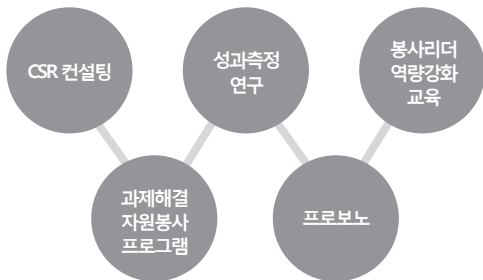 CSR 컨설팅
성과측정
연구
봉사리더
역량강화
교육
과제해결
자원봉사
프로그램
프로보노